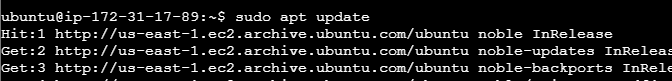 ubuntu@ip-172-31-17-89:~$ sudo apt update
Hit:1 http://us-east-1.ec2.archive.ubuntu.com/ubuntu noble InRelease
Get:2 http://us-east-1.ec2.archive.ubuntu.com/ubuntu noble-updates InRelea
Get:3 http://us-east-1.ec2.archive.ubuntu.com/ubuntu noble-backports InRel